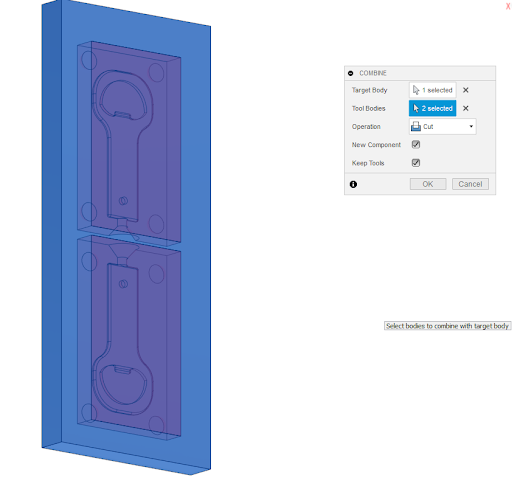 X
COMBINE
Target Body 1 selected X
Tool Bodies 2 selected X
Operation Cut
New Component
Keep Tools
OK Cancel
Select bodies to combine with target body